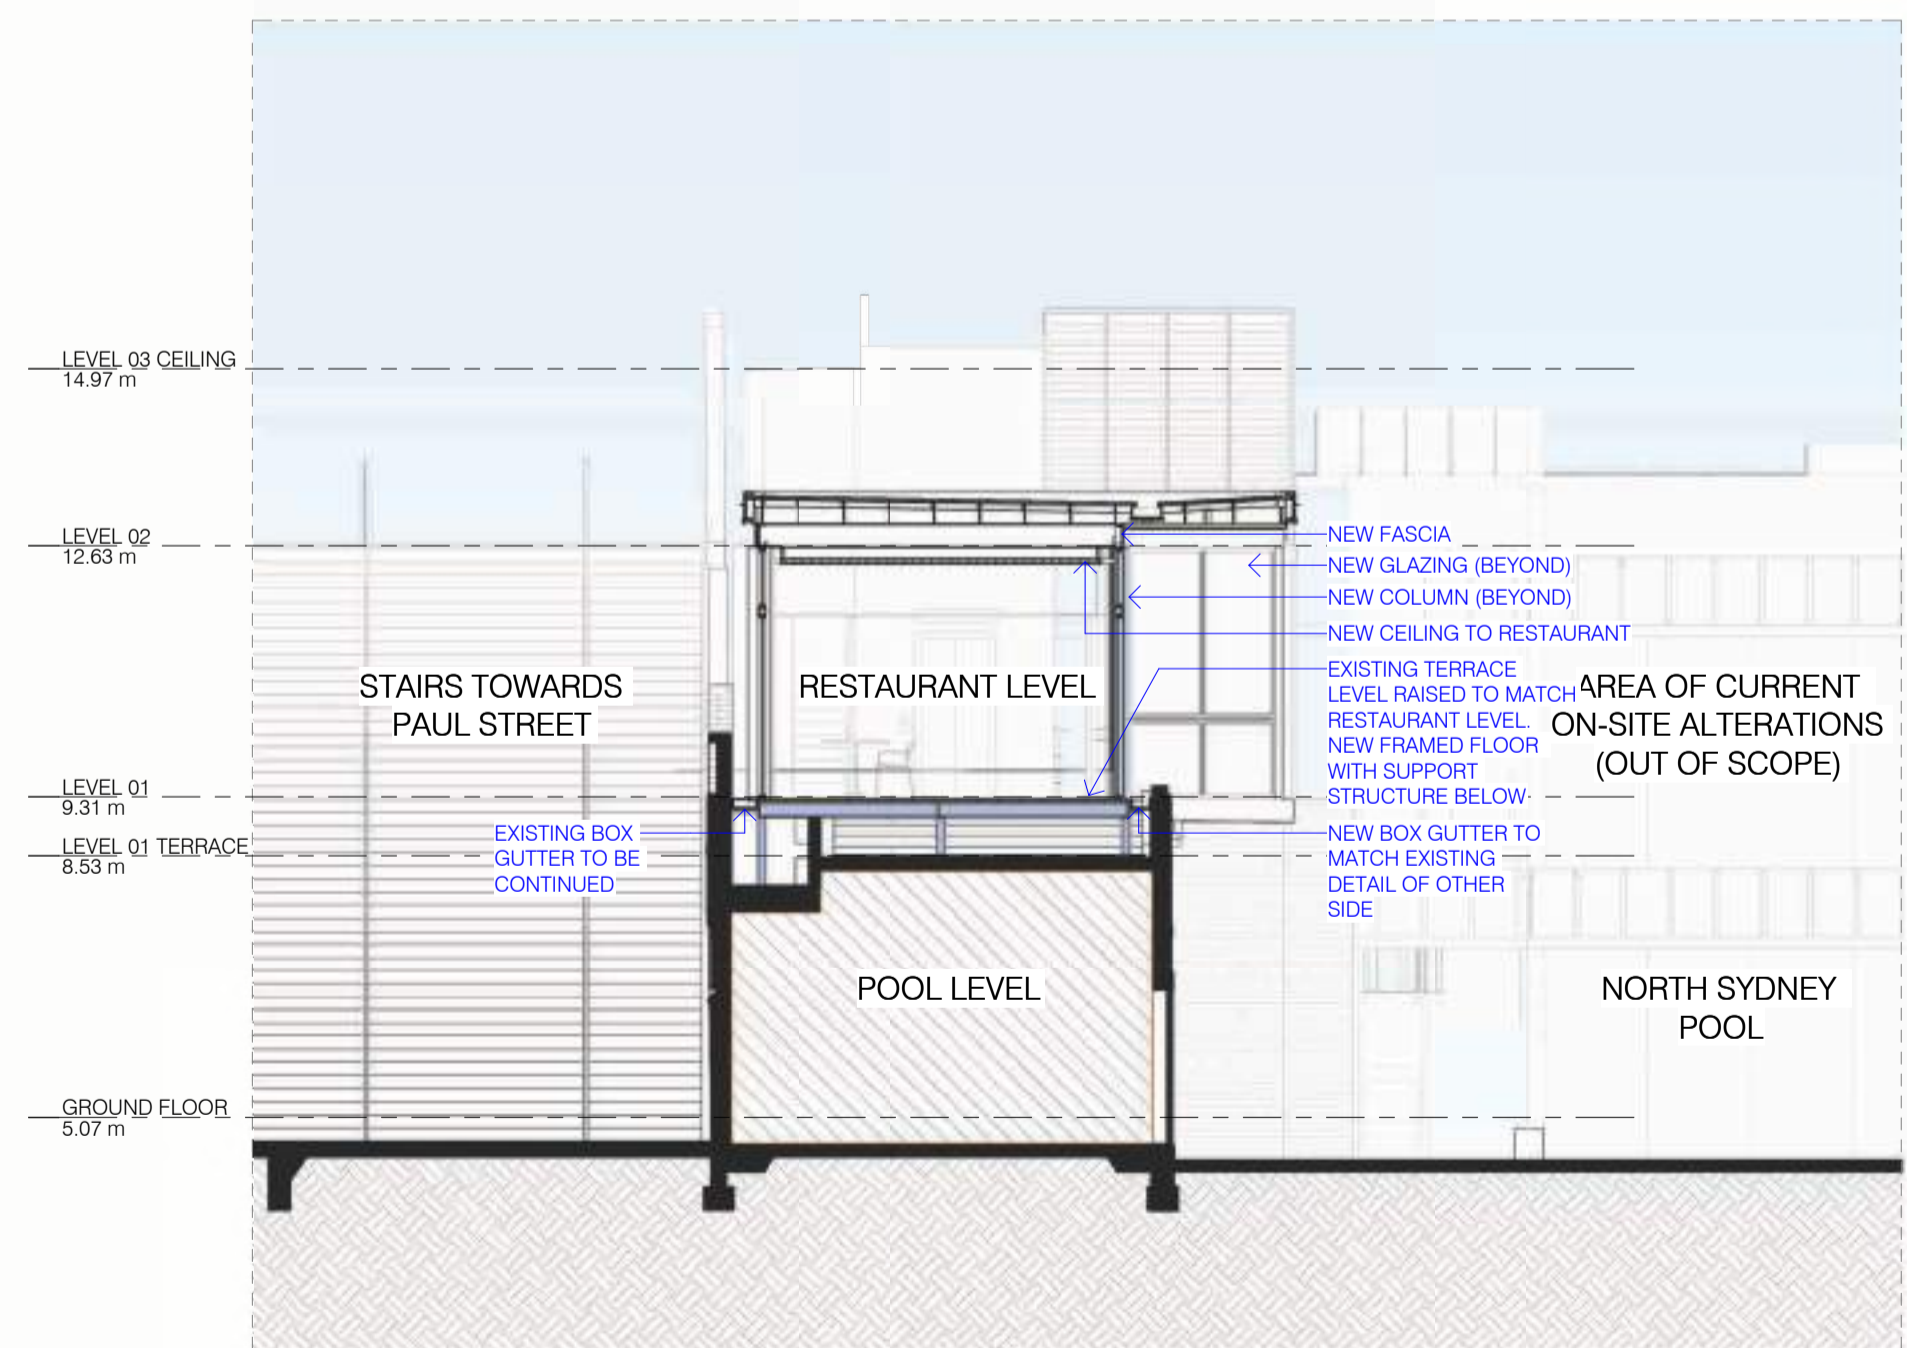 LEVEL 03 CEILING
14.97 m
LEVEL 02
12.63 m
LEVEL 01
9.31 m
LEVEL 01 TERRACE
8.53 m
GROUND FLOOR
5.07 m
STAIRS TOWARDS
PAUL STREET
RESTAURANT LEVEL
POOL LEVEL
EXISTING BOX
GUTTER TO BE
CONTINUED
NEW FASCIA
NEW GLAZING (BEYOND)
NEW COLUMN (BEYOND)
NEW CEILING TO RESTAURANT
EXISTING TERRACE
LEVEL RAISED TO MATCH
RESTAURANT LEVEL.
NEW FRAMED FLOOR
WITH SUPPORT
STRUCTURE BELOW
NEW BOX GUTTER TO
MATCH EXISTING
DETAIL OF OTHER
SIDE
AREA OF CURRENT
ON-SITE ALTERATIONS
(OUT OF SCOPE)
NORTH SYDNEY
POOL